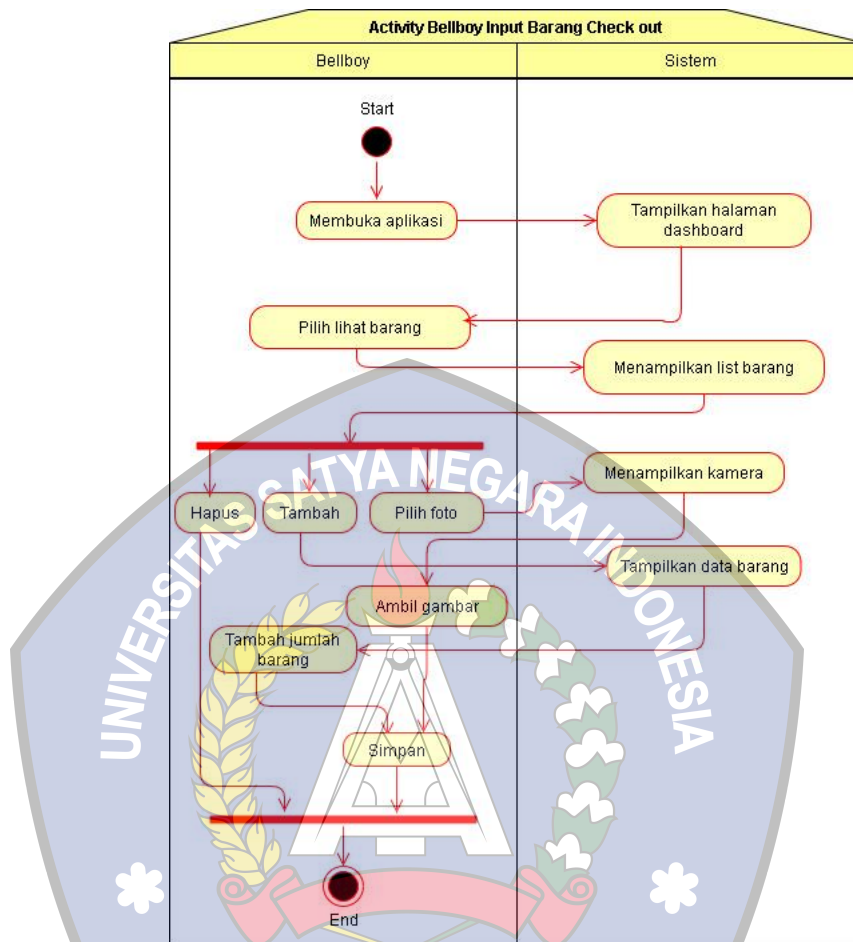 Activity Bellboy Input Barang Check out
Bellboy
Sistem
Start
Membuka aplikasi
Tampilkan halaman
dashboard
Pilih lihat barang
Menampilkan list barang
Menampilkan kamera
Hapus
Tambah
Pilih foto
Tampilkan data barang
Ambil gambar
Tambah jumlah
barang
Simpan
End
UNIVERSITAS SATYA NEGARA INDONESIA